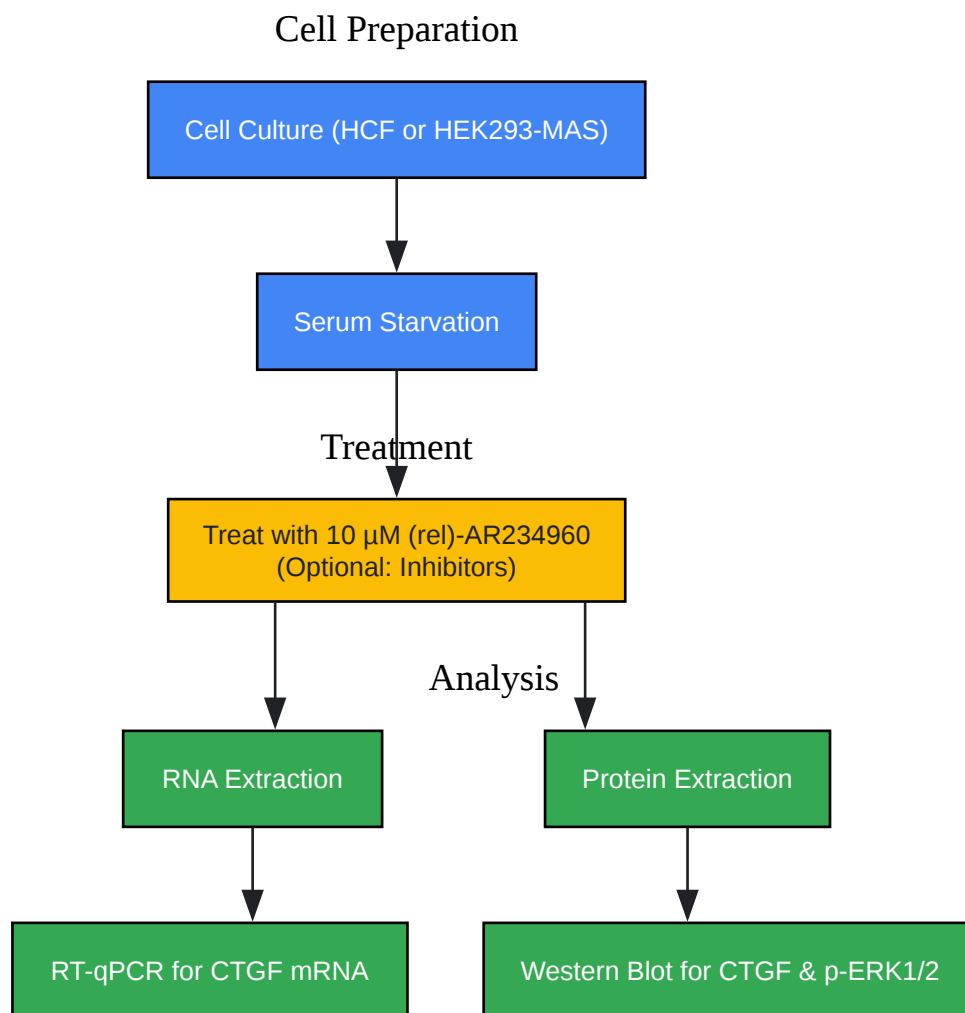 Cell Preparation
Cell Culture (HCF or HEK293-MAS)
Serum Starvation
Treatment
Treat with 10 µM (rel)-AR234960
(Optional: Inhibitors)
Analysis
RNA Extraction
Protein Extraction
RT-qPCR for CTGF mRNA
Western Blot for CTGF & p-ERK1/2